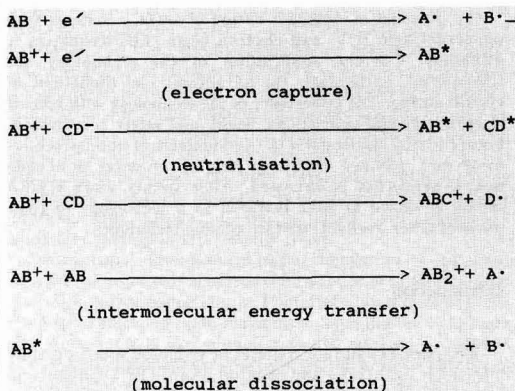 AB + e′ ————————> A· + B·
AB⁺ + e′ ————————> AB*
(electron capture)
AB⁺+ CD⁻ ————————> AB* + CD*
(neutralisation)
AB⁺+ CD ————————> ABC⁺ + D·
AB⁺+ AB ————————> AB₂⁺ + A·
(intermolecular energy transfer)
AB* ————————> A· + B·
(molecular dissociation)